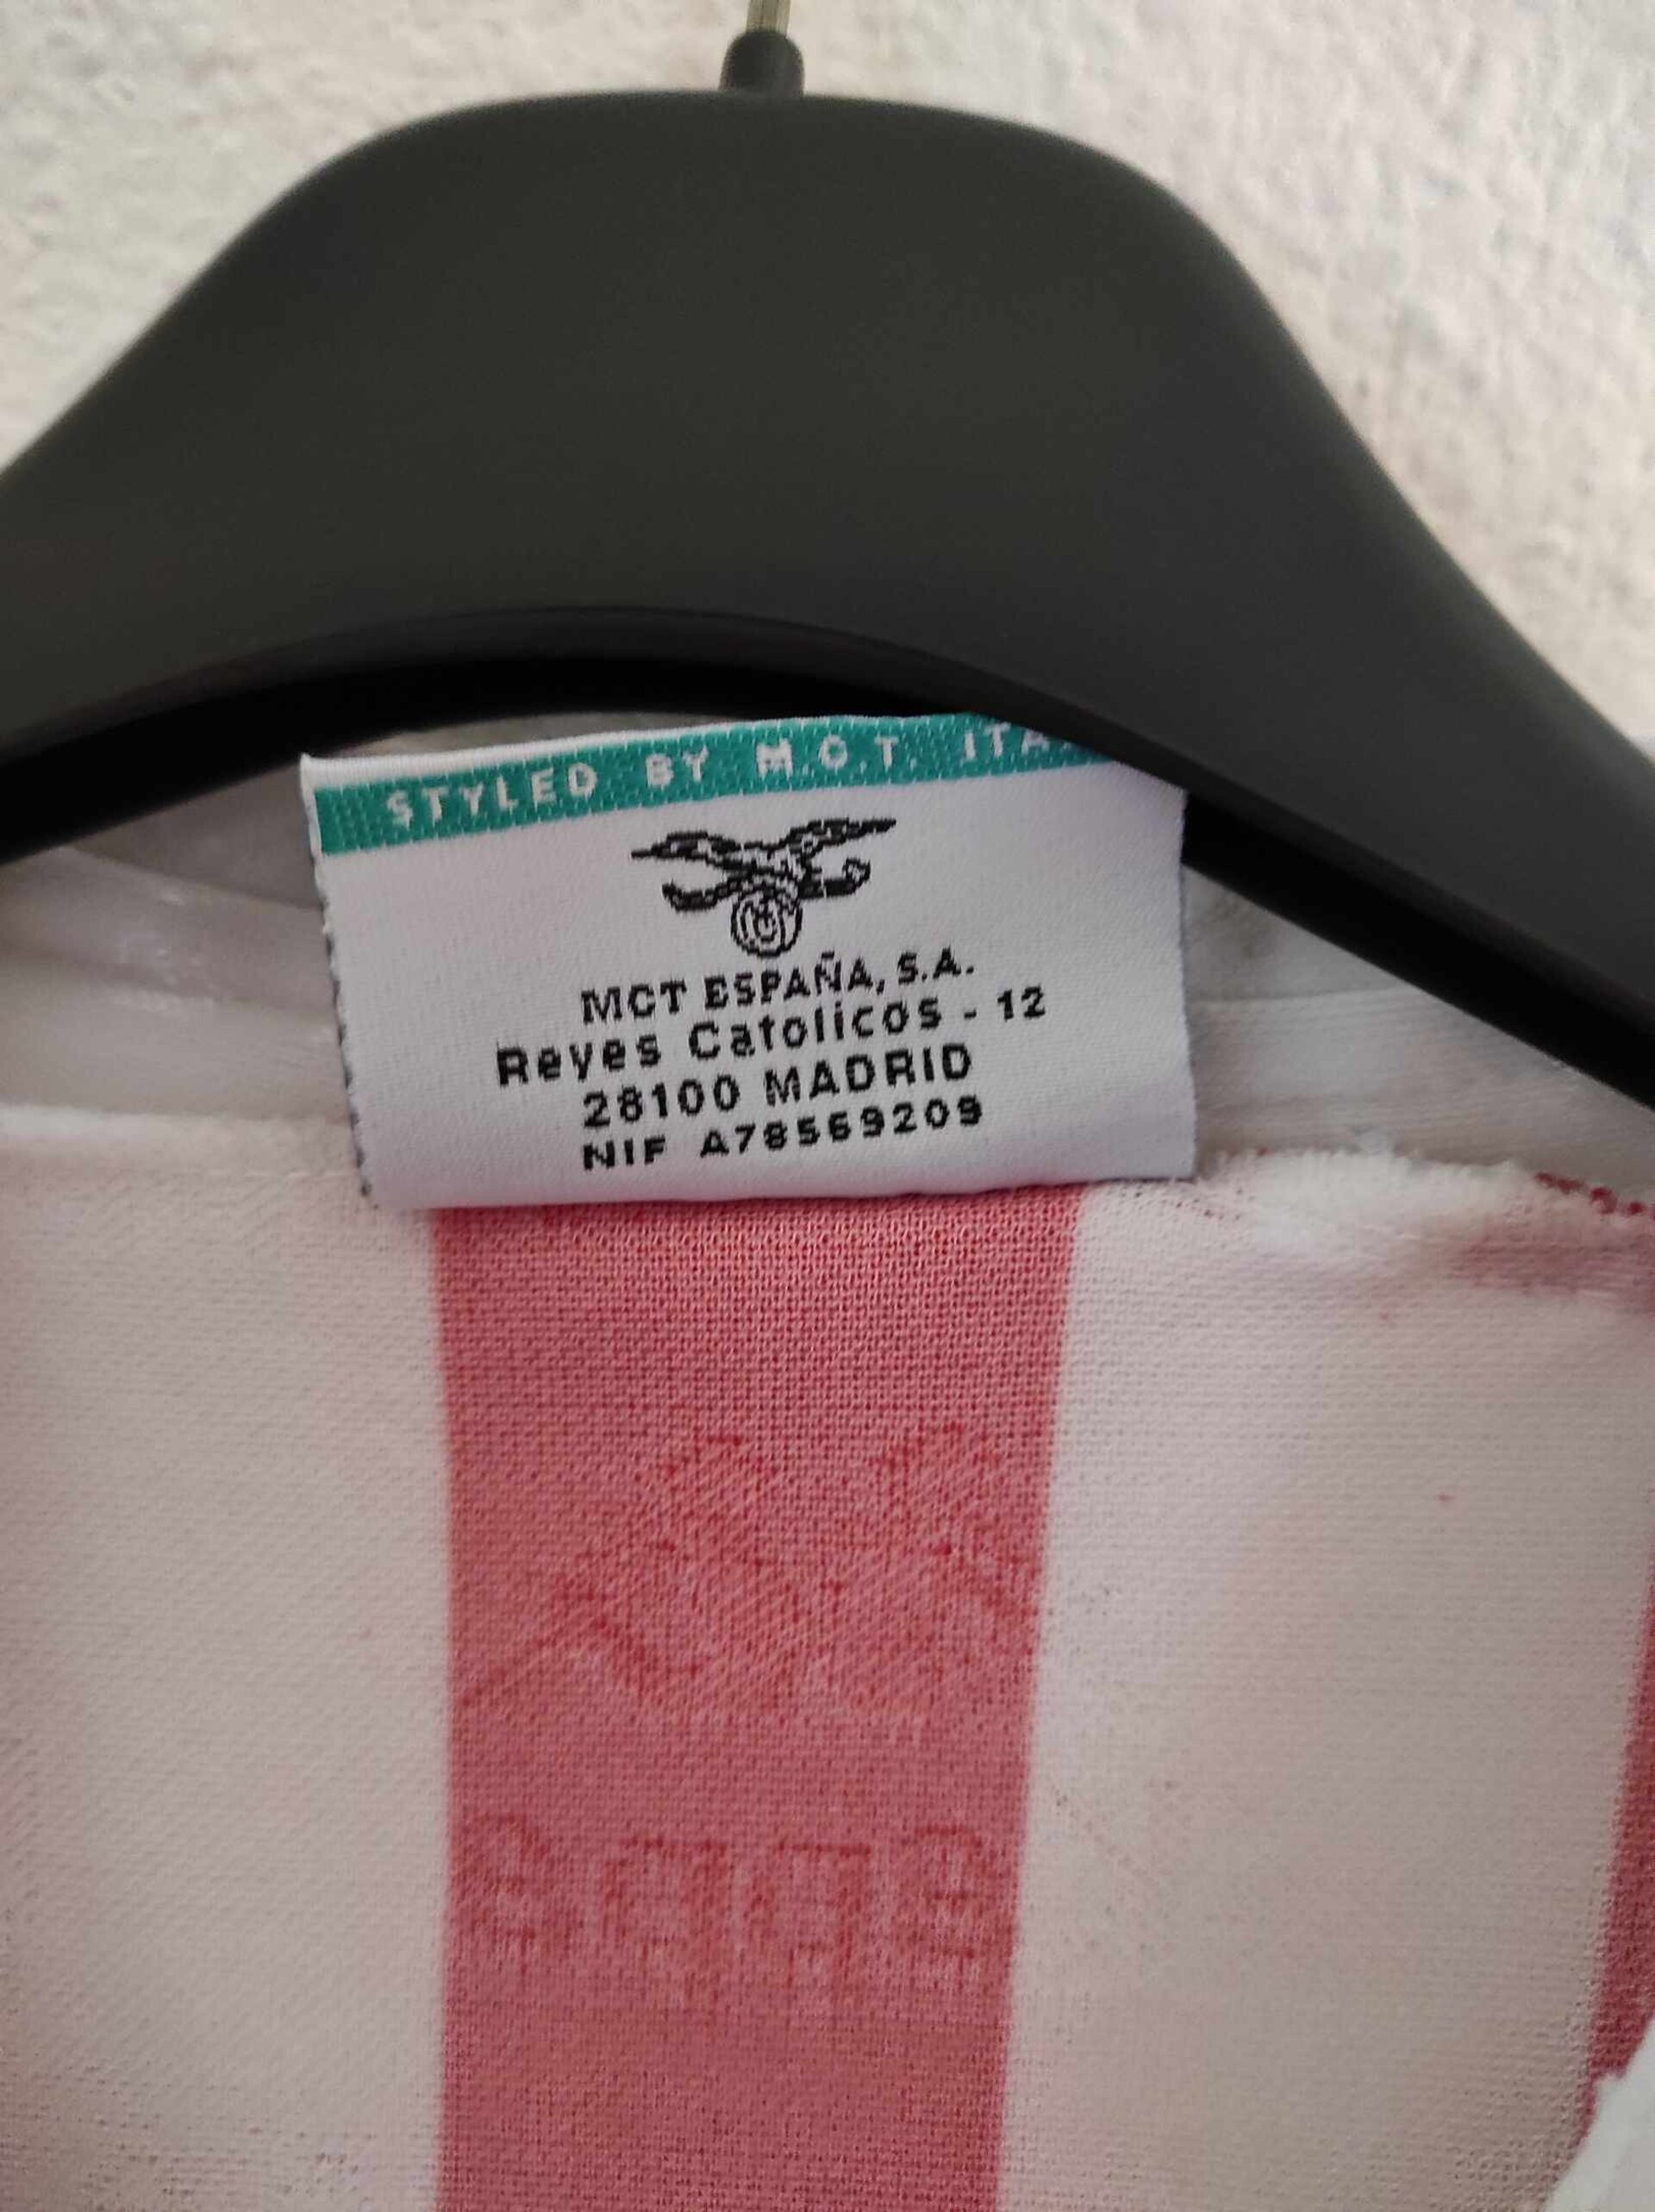 STYLED BY M.C.T. ITA
MCT ESPAÑA, S.A.
Reyes Catolicos - 12
28100 MADRID
NIF A78569209